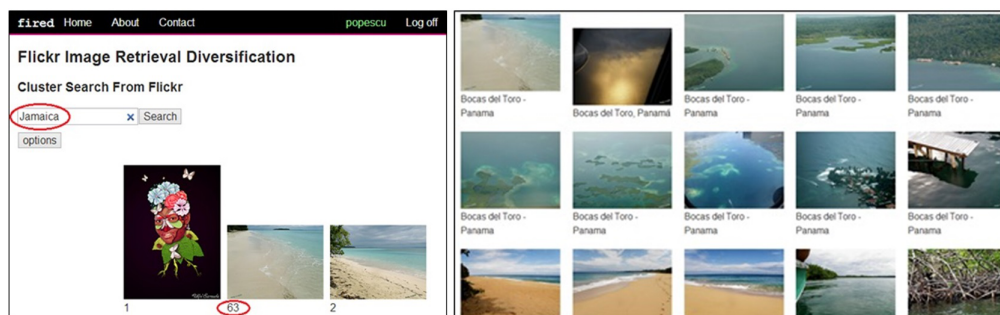 fired Home About Contact popescu Log off
Flickr Image Retrieval Diversification
Cluster Search From Flickr
Jamaica x Search
options
1 63 2
Bocas del Toro - Panama
Bocas del Toro, Panamá
Bocas del Toro - Panama
Bocas del Toro - Panama
Bocas del Toro - Panama
Bocas del Toro - Panama
Bocas del Toro - Panama
Bocas del Toro - Panama
Bocas del Toro - Panama
Bocas del Toro - Panama